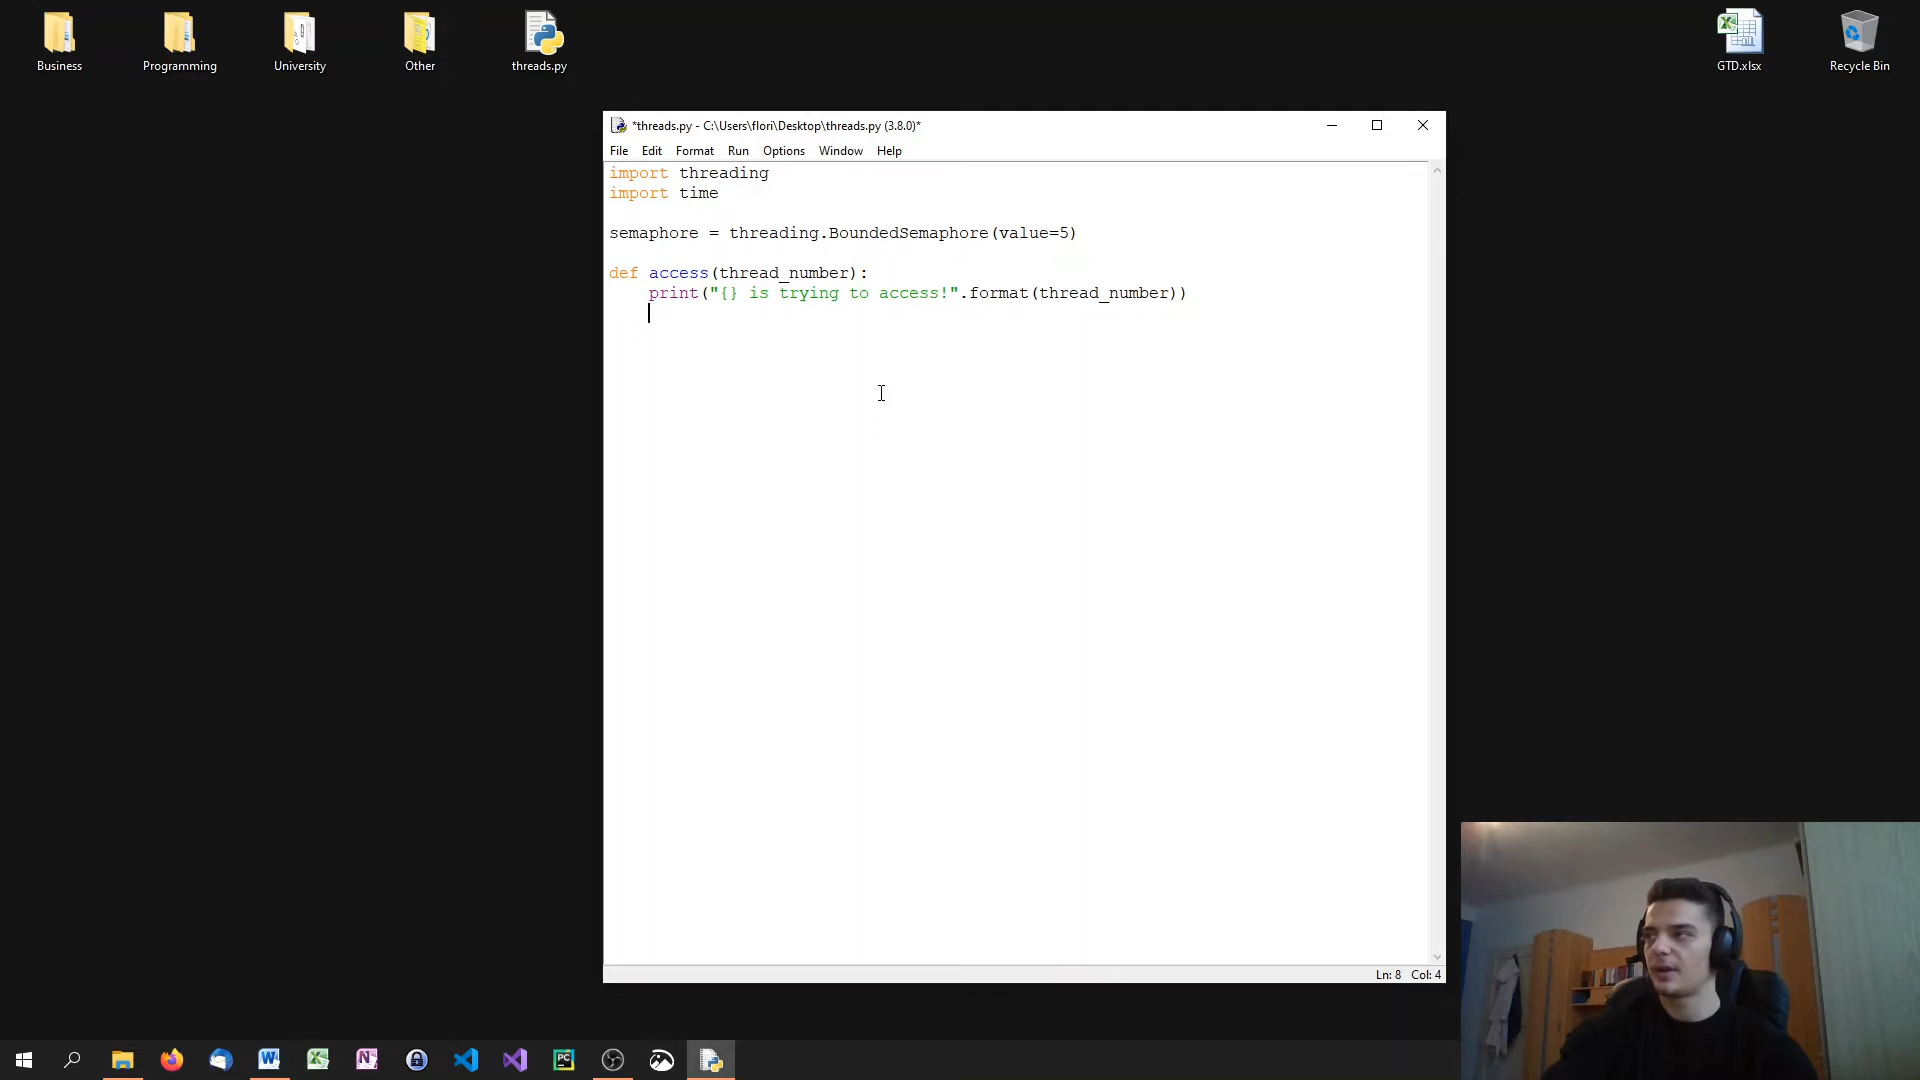 Business
Programming
University
Other
threads.py
GTD.xlsx
Recycle Bin
*threads.py - C:\Users\flori\Desktop\threads.py (3.8.0)*
File Edit Format Run Options Window Help
import threading
import time
semaphore = threading.BoundedSemaphore(value=5)
def access(thread_number):
    print("{} is trying to access!".format(thread_number))
Ln: 8 Col: 4